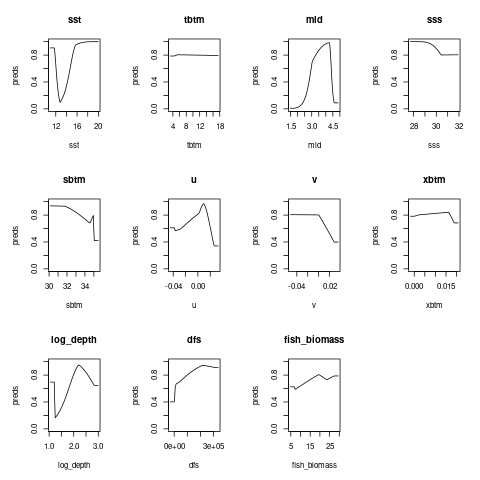 sst tbtm mld sss
preds 0.0 0.4 0.8 preds 0.0 0.4 0.8 preds 0.0 0.4 0.8 preds 0.0 0.4 0.8
12 14 16 18 20 4 6 8 10 12 14 16 18 1.5 3.0 4.5 28 30 31 32
sst tbtm mld sss
sbtm u v xbtm
preds 0.0 0.4 0.8 preds 0.0 0.4 0.8 preds 0.0 0.4 0.8 preds 0.0 0.4 0.8
30 32 34 -0.04 0.00 -0.04 0.02 0.000 0.015
sbtm u v xbtm
log_depth dfs fish_biomass
preds 0.0 0.4 0.8 preds 0.0 0.4 0.8 preds 0.0 0.4 0.8
1.0 2.0 3.0 0e+00 3e+05 5 15 25
log_depth dfs fish_biomass